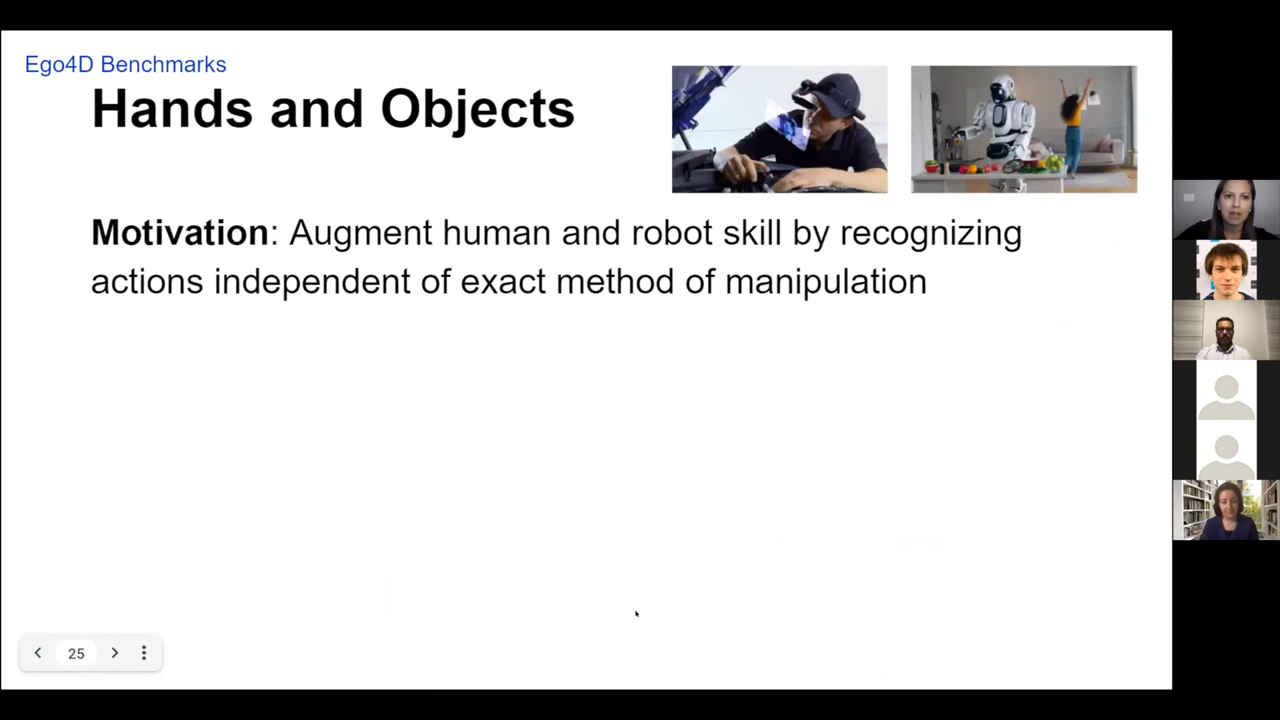 Ego4D Benchmarks
Hands and Objects
Motivation: Augment human and robot skill by recognizing
actions independent of exact method of manipulation
25